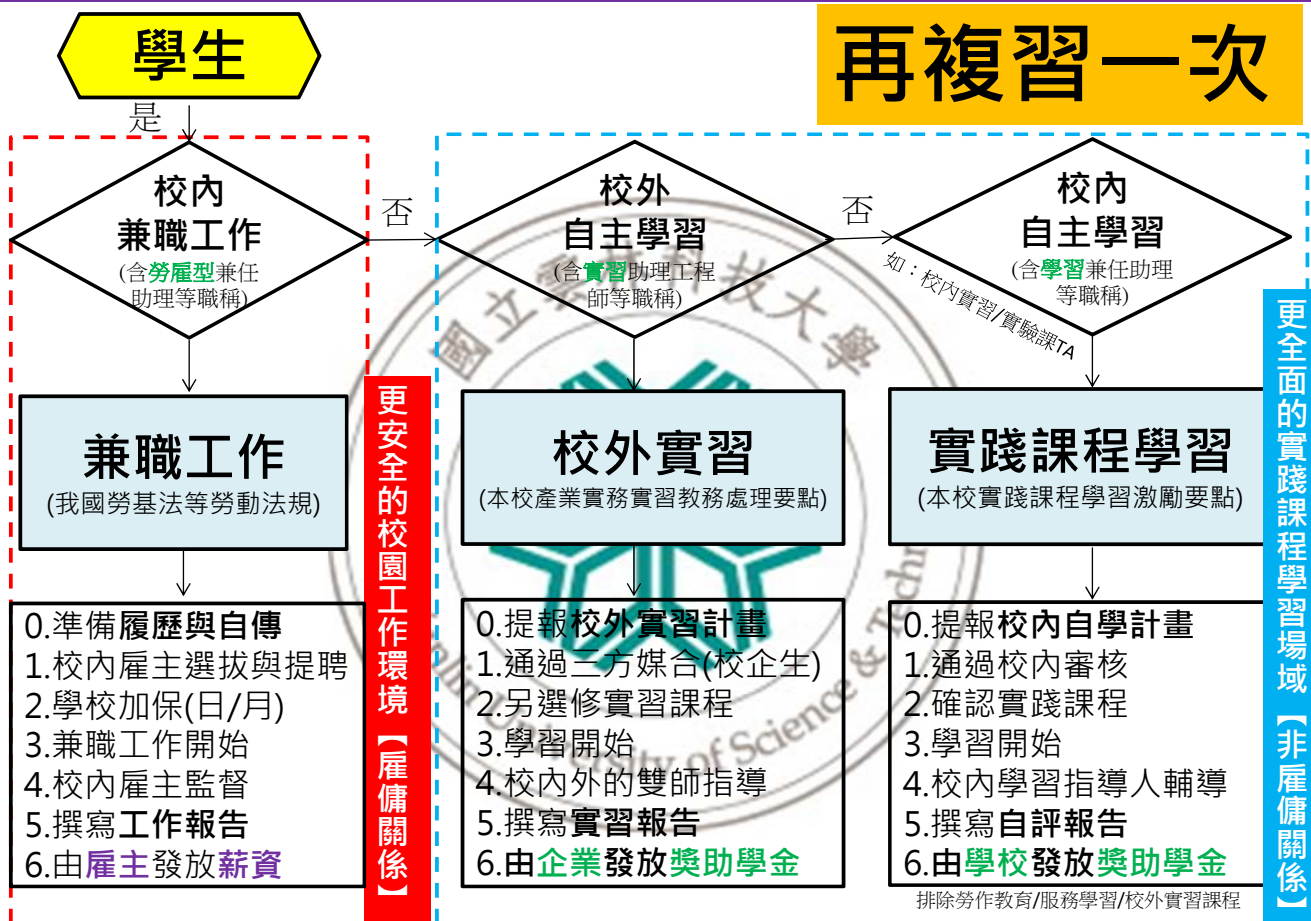 學生
再複習一次
是
校內
兼職工作
(含勞雇型兼任
助理等職稱)
否
校外
自主學習
(含實習助理工程
師等職稱)
否
校內
自主學習
(含學習兼任助理
等職稱)
如：校內實習/實驗課TA
國立雲林科技大學
兼職工作
(我國勞基法等勞動法規)
校外實習
(本校產業實務實習教務處理要點)
實踐課程學習
(本校實踐課程學習激勵要點)
0.準備履歷與自傳
1.校內雇主選拔與提聘
2.學校加保(日/月)
3.兼職工作開始
4.校內雇主監督
5.撰寫工作報告
6.由雇主發放薪資
更安全的校園工作環境【雇傭關係】
0.提報校外實習計畫
1.通過三方媒合(校企生)
2.另選修實習課程
3.學習開始
4.校內外的雙師指導
5.撰寫實習報告
6.由企業發放獎助學金
0.提報校內自學計畫
1.通過校內審核
2.確認實踐課程
3.學習開始
4.校內學習指導人輔導
5.撰寫自評報告
6.由學校發放獎助學金
排除勞作教育/服務學習/校外實習課程
更全面的實踐課程學習場域【非雇傭關係】
University of Science & Techn